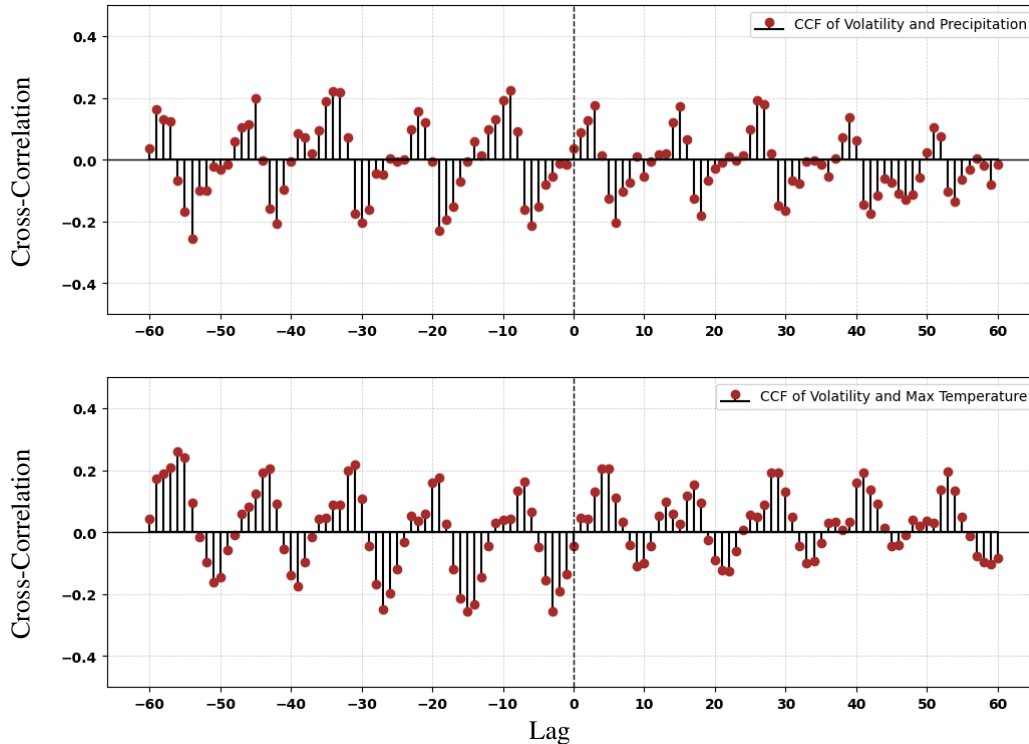 CCF of Volatility and Precipitation
Cross-Correlation
0.4
0.2
0.0
−0.2
−0.4
−60 −50 −40 −30 −20 −10 0 10 20 30 40 50 60
CCF of Volatility and Max Temperature
Cross-Correlation
0.4
0.2
0.0
−0.2
−0.4
−60 −50 −40 −30 −20 −10 0 10 20 30 40 50 60
Lag